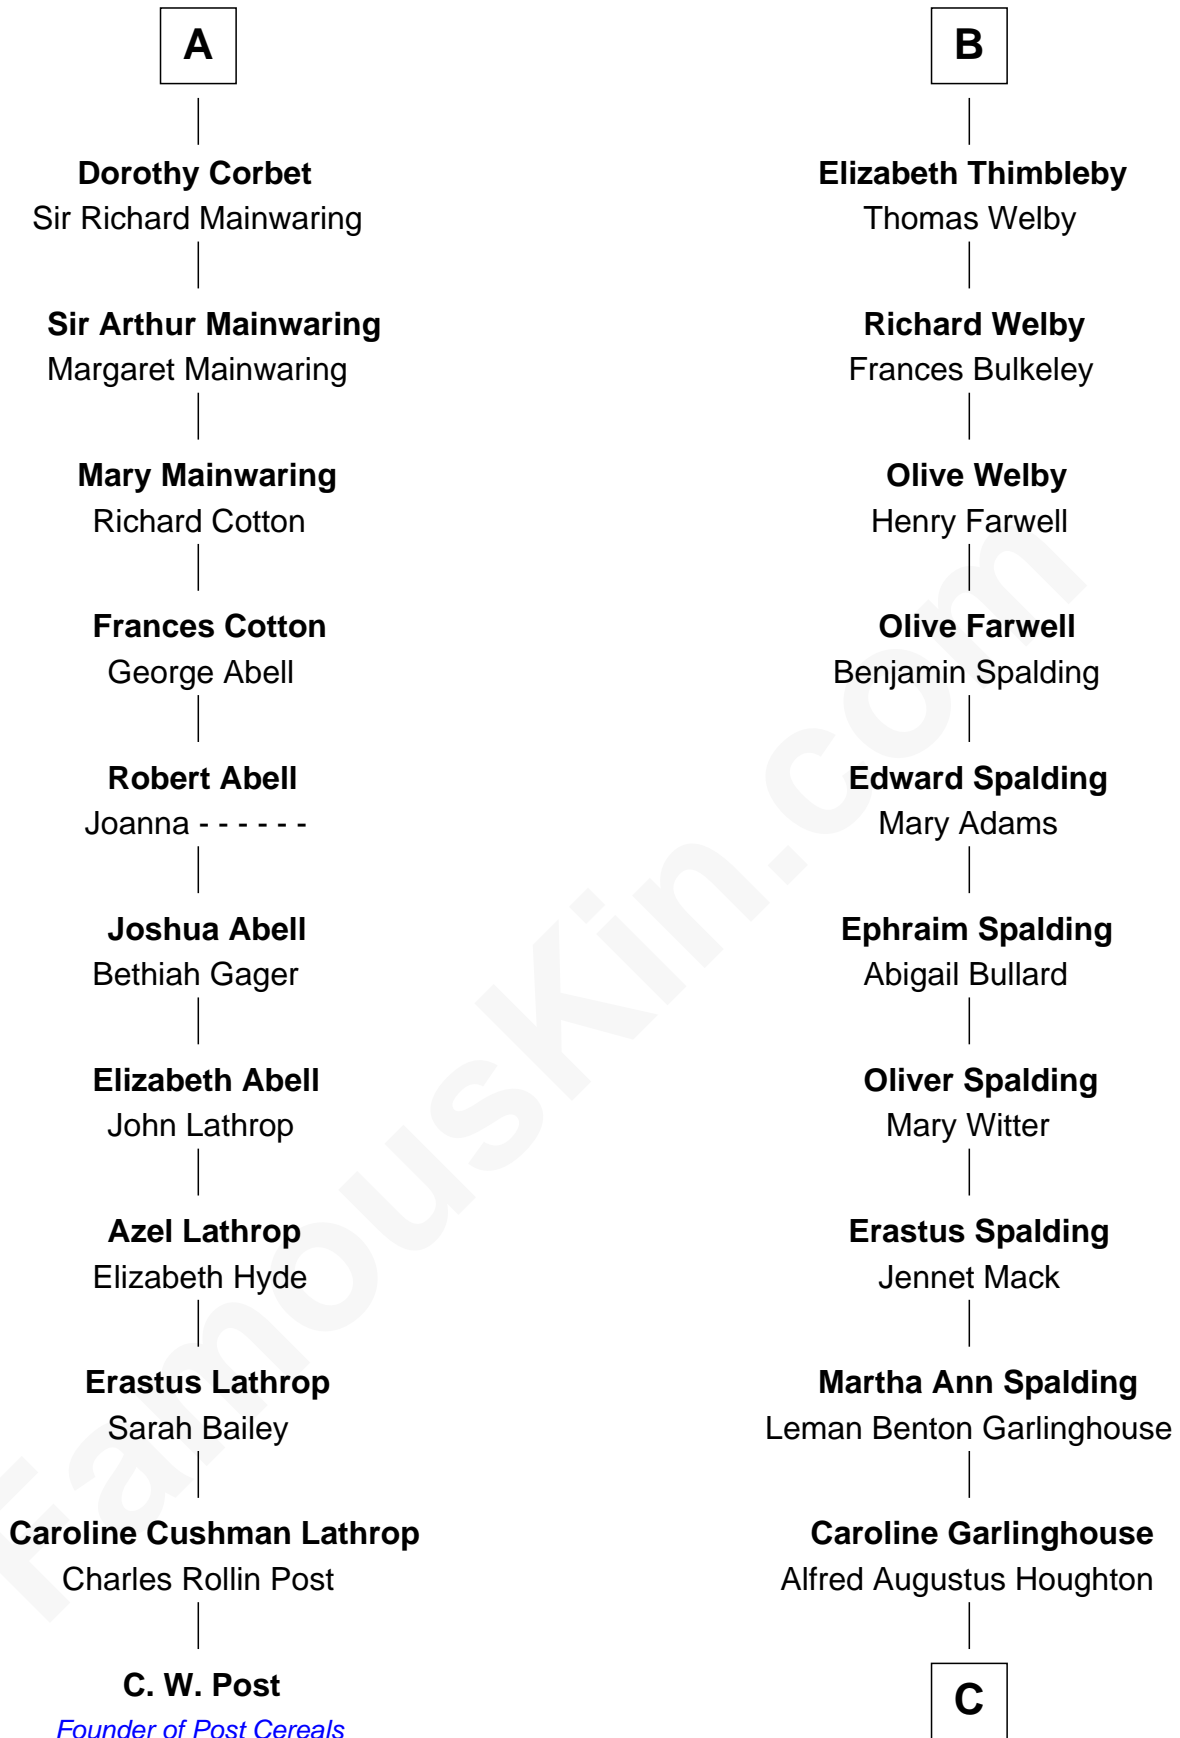 A
Dorothy Corbet
Sir Richard Mainwaring
Sir Arthur Mainwaring
Margaret Mainwaring
Mary Mainwaring
Richard Cotton
Frances Cotton
George Abell
Robert Abell
Joanna - - - - - -
Joshua Abell
Bethiah Gager
Elizabeth Abell
John Lathrop
Azel Lathrop
Elizabeth Hyde
Erastus Lathrop
Sarah Bailey
Caroline Cushman Lathrop
Charles Rollin Post
C. W. Post
Founder of Post Cereals
B
Elizabeth Thimbleby
Thomas Welby
Richard Welby
Frances Bulkeley
Olive Welby
Henry Farwell
Olive Farwell
Benjamin Spalding
Edward Spalding
Mary Adams
Ephraim Spalding
Abigail Bullard
Oliver Spalding
Mary Witter
Erastus Spalding
Jennet Mack
Martha Ann Spalding
Leman Benton Garlinghouse
Caroline Garlinghouse
Alfred Augustus Houghton
C
FamousKin.com